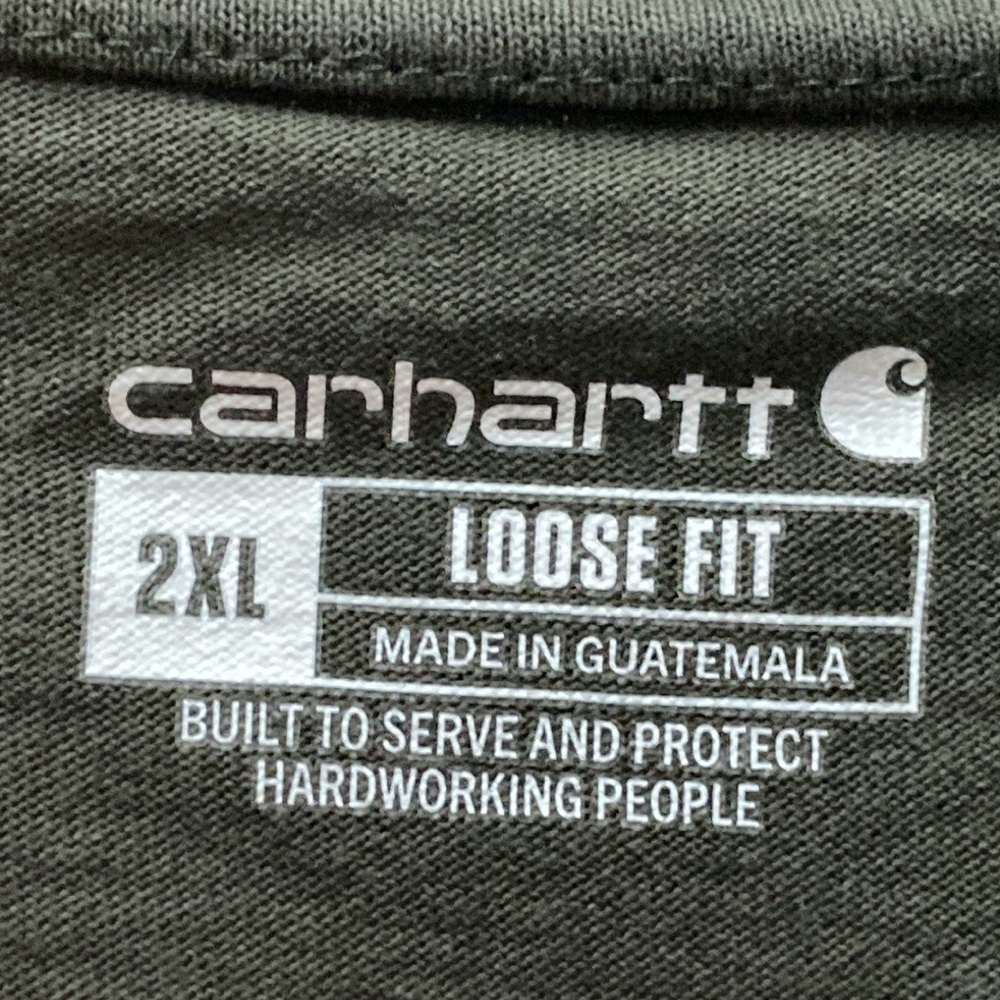 carhartt
2XL
LOOSE FIT
MADE IN GUATEMALA
BUILT TO SERVE AND PROTECT
HARDWORKING PEOPLE